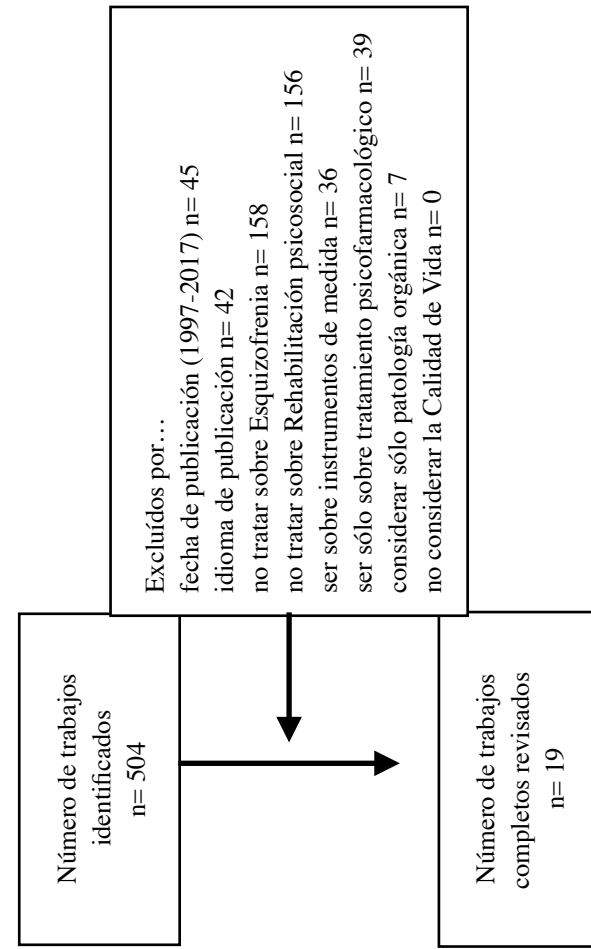 Número de trabajos
identificados
n= 504
Excluídos por…
fecha de publicación (1997-2017) n= 45
idioma de publicación n= 42
no tratar sobre Esquizofrenia n= 158
no tratar sobre Rehabilitación psicosocial n= 156
ser sobre instrumentos de medida n= 36
ser sólo sobre tratamiento psicofarmacológico n= 39
considerar sólo patología orgánica n= 7
no considerar la Calidad de Vida n= 0
Número de trabajos
completos revisados
n= 19